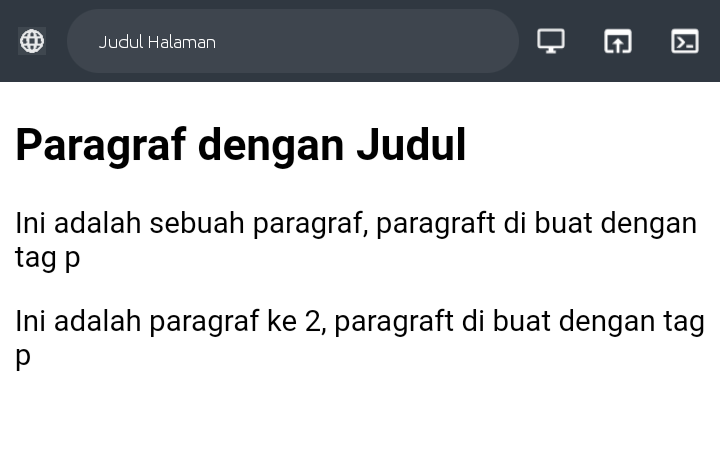 Judul Halaman
Paragraf dengan Judul
Ini adalah sebuah paragraf, paragraft di buat dengan
tag p
Ini adalah paragraf ke 2, paragraft di buat dengan tag
p